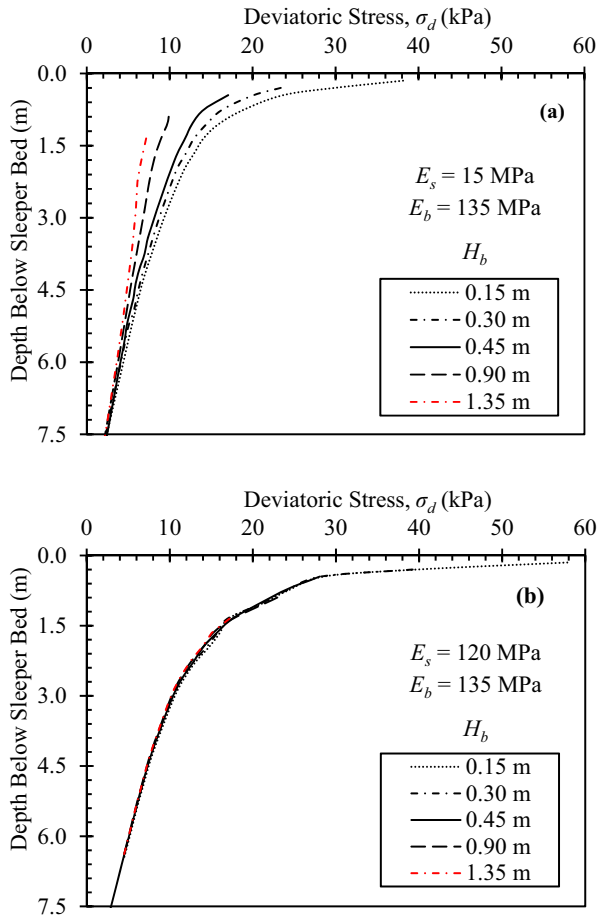 Deviatoric Stress, σd (kPa)
0 10 20 30 40 50 60
Depth Below Sleeper Bed (m)
0.0
1.5
3.0
4.5
6.0
7.5
(a)
Es = 15 MPa
Eb = 135 MPa
Hb
0.15 m
0.30 m
0.45 m
0.90 m
1.35 m
Deviatoric Stress, σd (kPa)
0 10 20 30 40 50 60
Depth Below Sleeper Bed (m)
0.0
1.5
3.0
4.5
6.0
7.5
(b)
Es = 120 MPa
Eb = 135 MPa
Hb
0.15 m
0.30 m
0.45 m
0.90 m
1.35 m